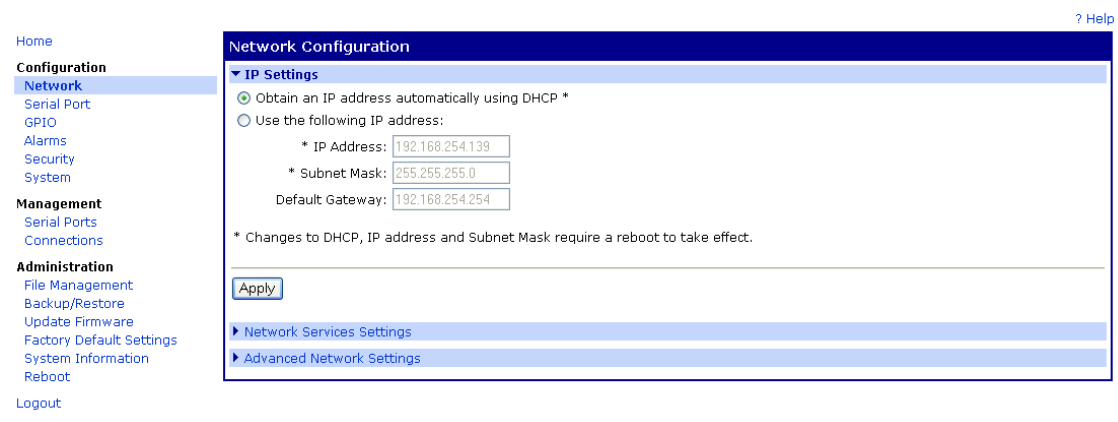 ? Help
Home
Configuration
Network
Serial Port
GPIO
Alarms
Security
System
Management
Serial Ports
Connections
Administration
File Management
Backup/Restore
Update Firmware
Factory Default Settings
System Information
Reboot
Logout
Network Configuration
IP Settings
Obtain an IP address automatically using DHCP *
Use the following IP address:
* IP Address: 192.168.254.139
* Subnet Mask: 255.255.255.0
Default Gateway: 192.168.254.254
* Changes to DHCP, IP address and Subnet Mask require a reboot to take effect.
Apply
Network Services Settings
Advanced Network Settings